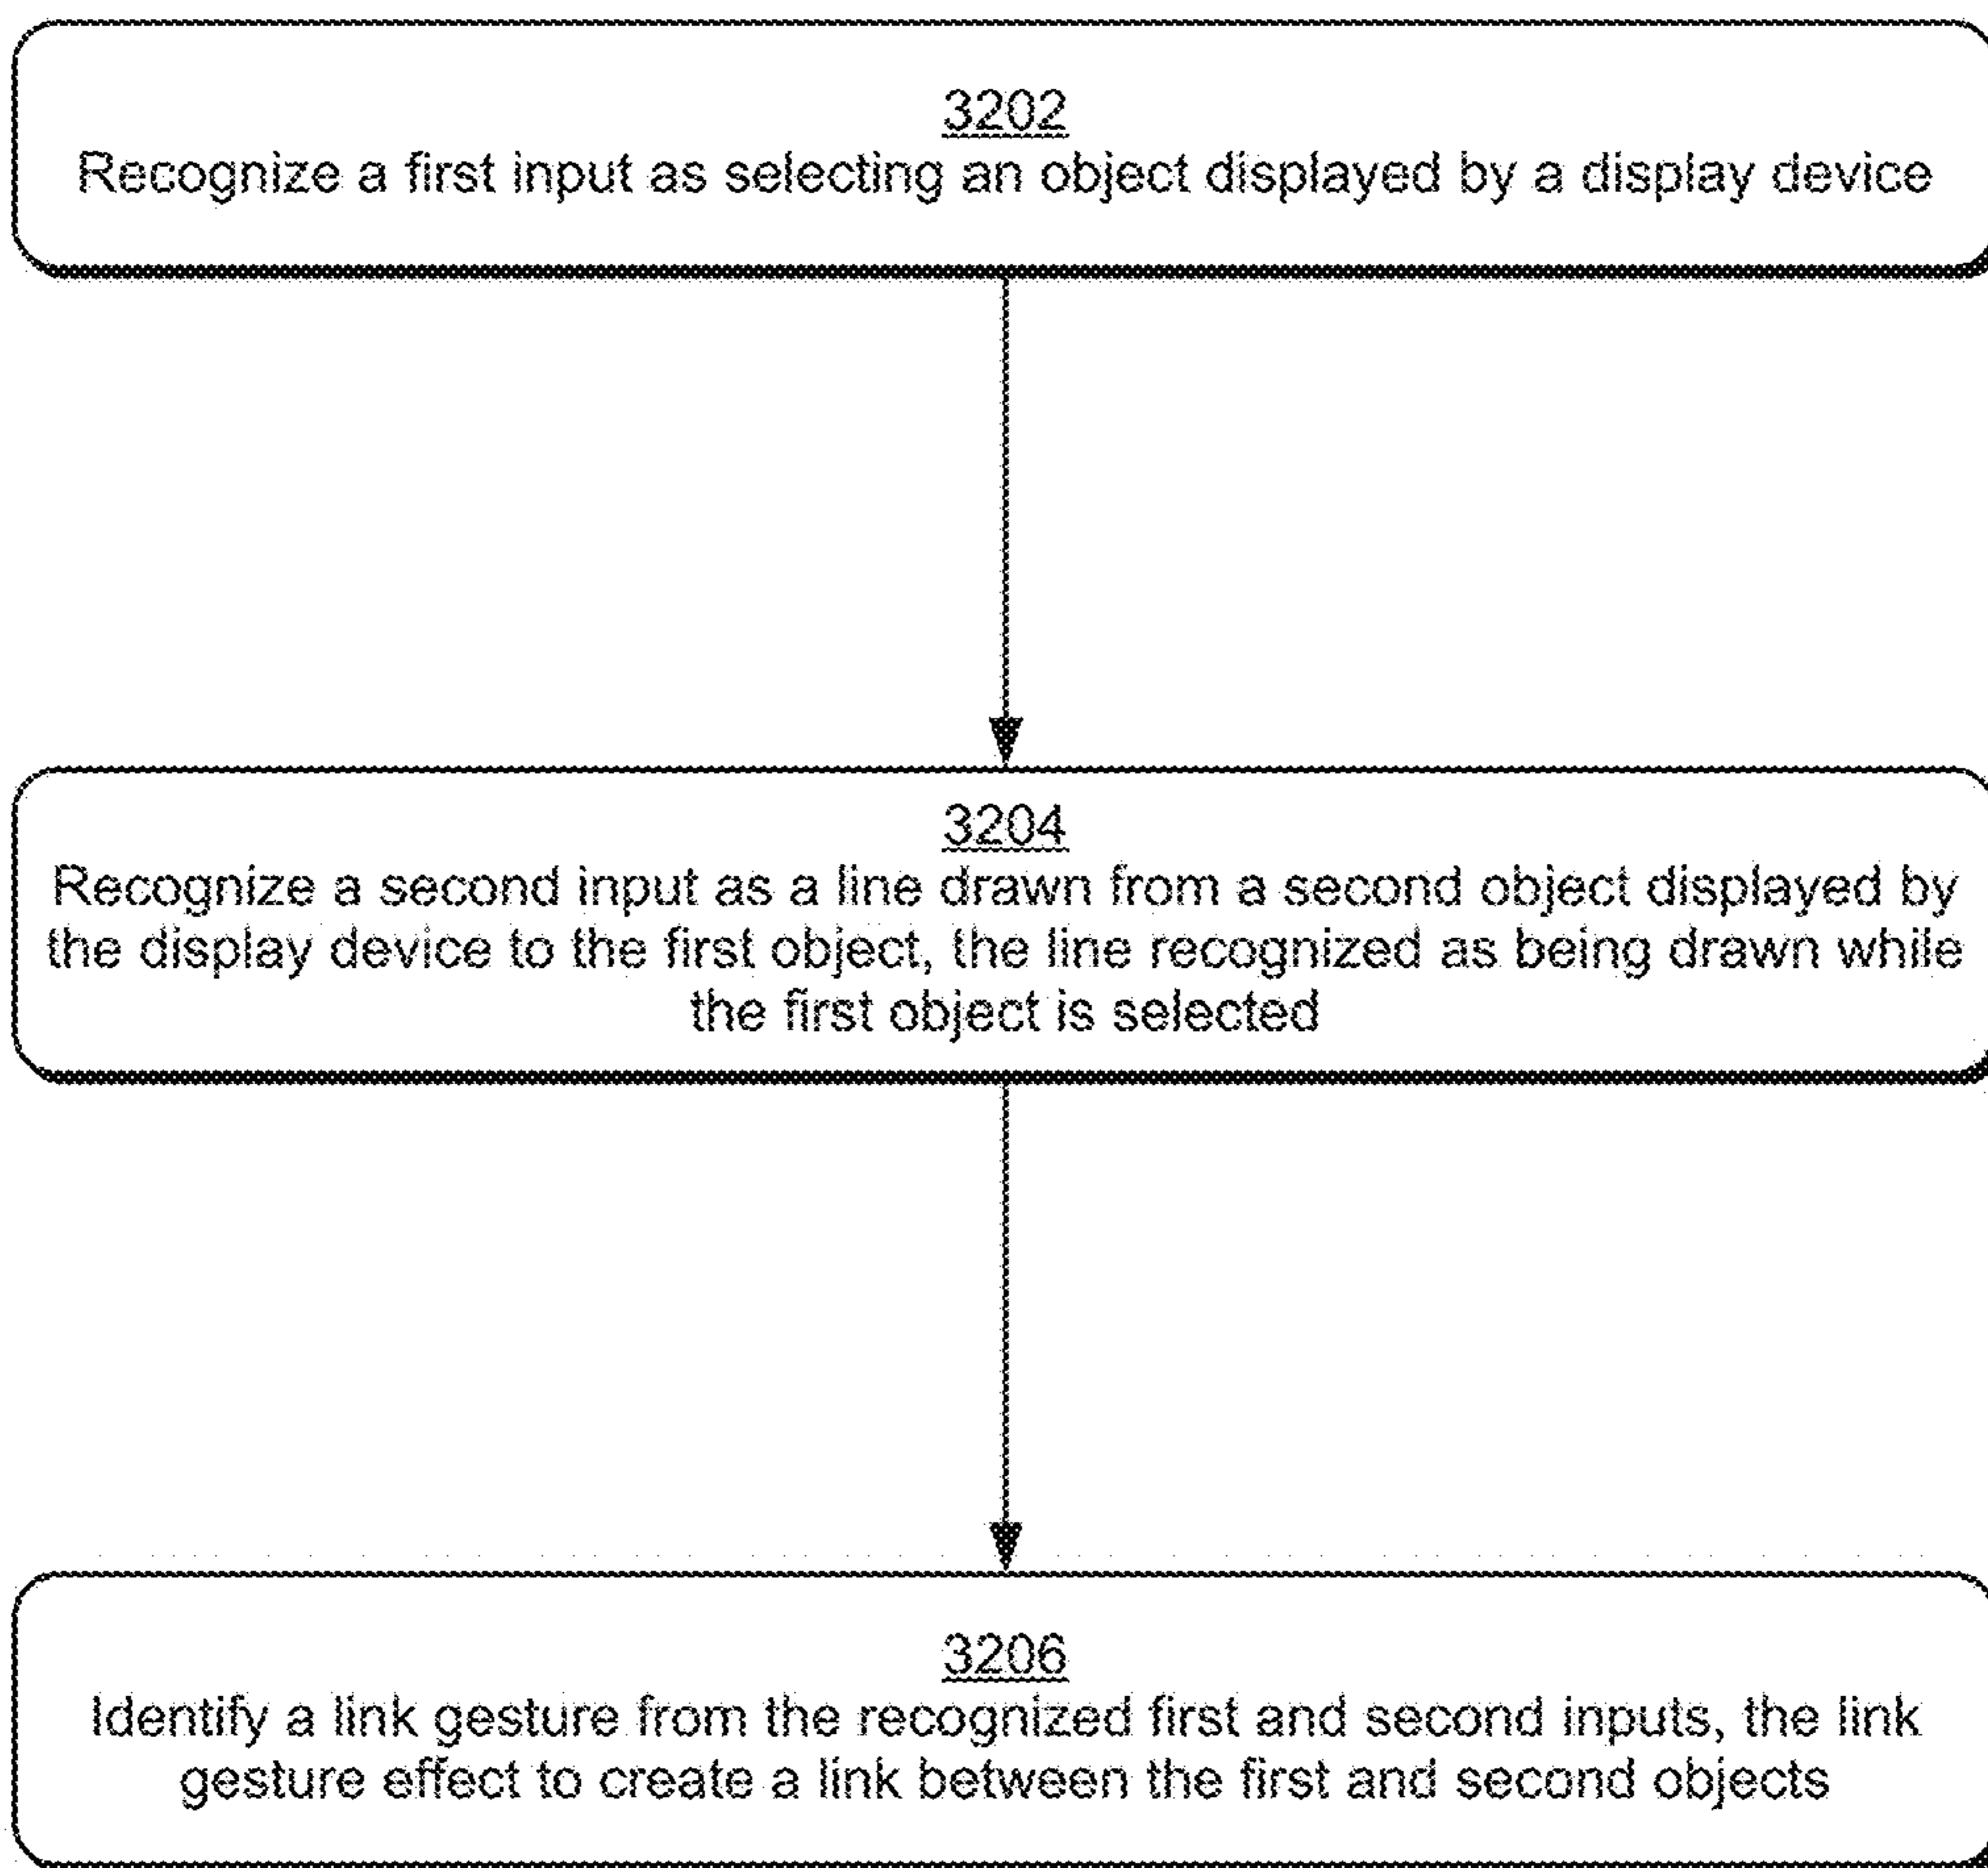 3202
Recognize a first input as selecting an object displayed by a display device
3204
Recognize a second input as a line drawn from a second object displayed by
the display device to the first object, the line recognized as being drawn while
the first object is selected
3206
Identify a link gesture from the recognized first and second inputs, the link
gesture effect to create a link between the first and second objects